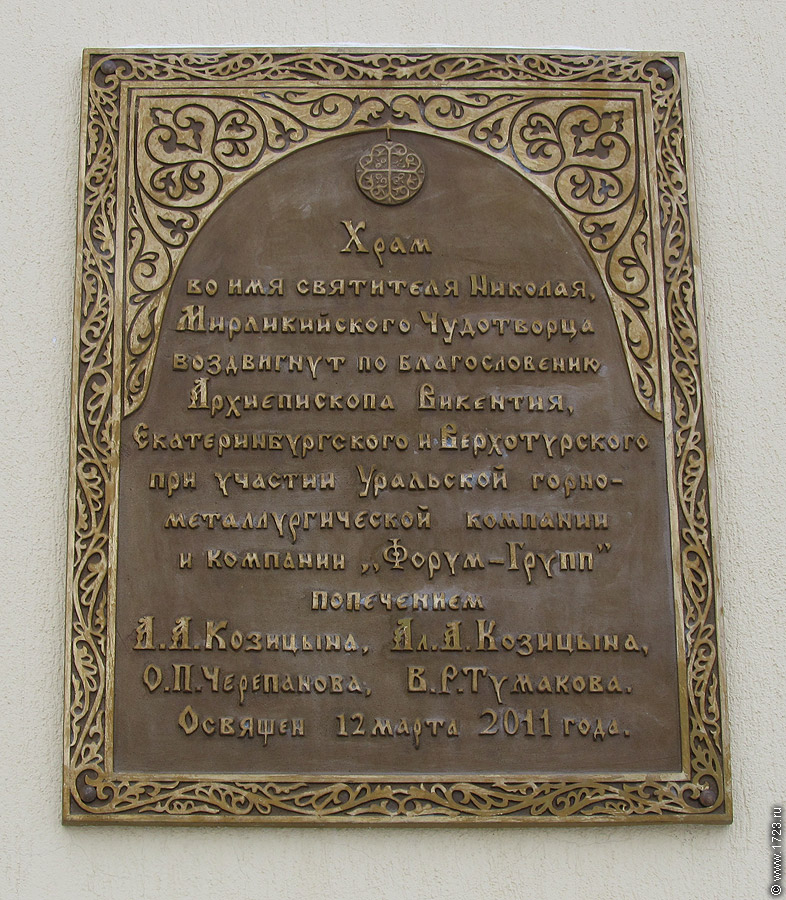 Храм
во имя святителя Николая,
Мирликийского Чудотворца
воздвигнут по благословению
Архиепископа Викентия,
Екатеринбургского и Верхотурского
при участии Уральской горно-
металлургической компании
и компании „Форум-Групп”
попечением
А.А.Козицына, Ал.А.Козицына,
О.П.Черепанова, В.Р.Тумакова.
Освящен 12 марта 2011 года.
© www.1723.ru